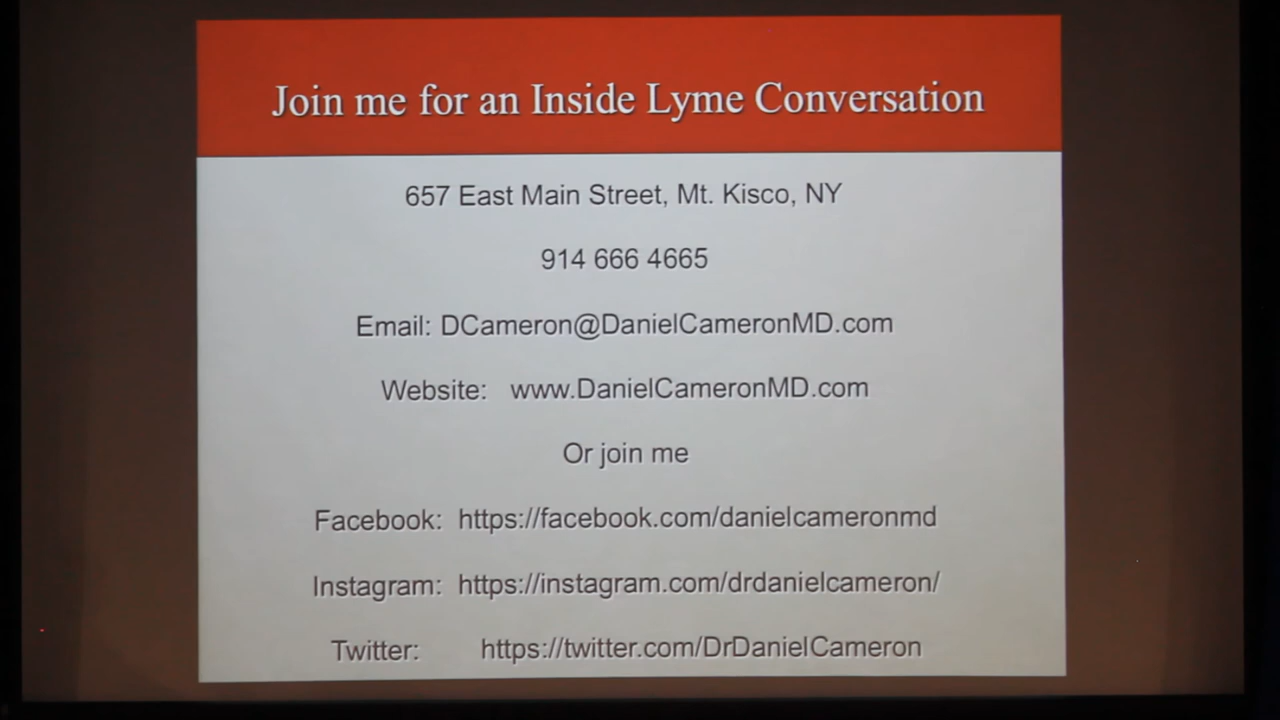 Join me for an Inside Lyme Conversation
657 East Main Street, Mt. Kisco, NY
914 666 4665
Email: DCameron@DanielCameronMD.com
Website: www.DanielCameronMD.com
Or join me
Facebook: https://facebook.com/danielcameronmd
Instagram: https://instagram.com/drdanielcameron/
Twitter: https://twitter.com/DrDanielCameron